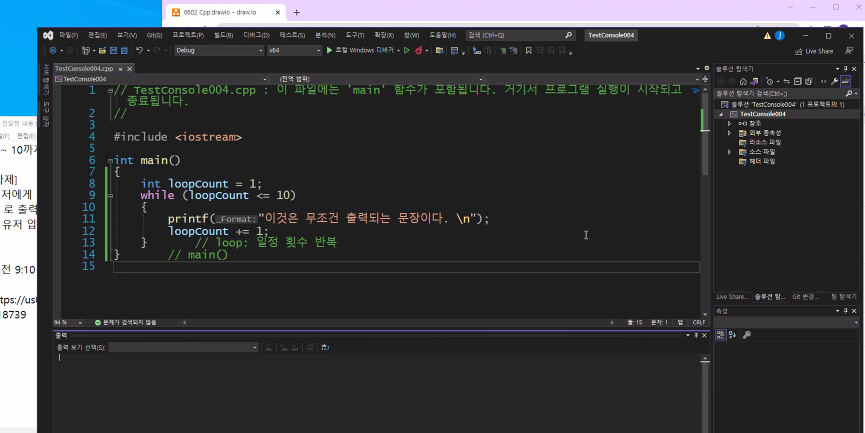 0602 Cpp.drawio - draw.io
파일(F) 편집(E) 보기(V) Git(G) 프로젝트(P) 빌드(B) 디버그(D) 테스트(S) 분석(N) 도구(T) 확장(X) 창(W) 도움말(H) 검색 (Ctrl+Q) TestConsole004
Debug x64 로컬 Windows 디버거 Live Share
TestConsole004.cpp
TestConsole004 (전역 범위)
1 // TestConsole004.cpp : 이 파일에는 'main' 함수가 포함됩니다. 거기서 프로그램 실행이 시작되고
종료됩니다.
2 //
3
4 #include <iostream>
5
6 int main()
7 {
8 int loopCount = 1;
9 while (loopCount <= 10)
10 {
11 printf(_Format:"이것은 무조건 출력되는 문장이다. \n");
12 loopCount += 1;
13 } // loop: 일정 횟수 반복
14 } // main()
15
94 % 문제가 검색되지 않음 줄: 15 문자: 1 탭 CRLF
출력
출력 보기 선택(S):
솔루션 탐색기
솔루션 탐색기 검색(Ctrl+;)
솔루션 'TestConsole004' (1 프로젝트의 1)
TestConsole004
참조
외부 종속성
리소스 파일
소스 파일
헤더 파일
Live Share... 솔루션 탐... Git 변경... 팀 탐색기
속성
편집(E)
~ 10까
저에게
로 출력
유저 입
전 9:10
tps://us
18739